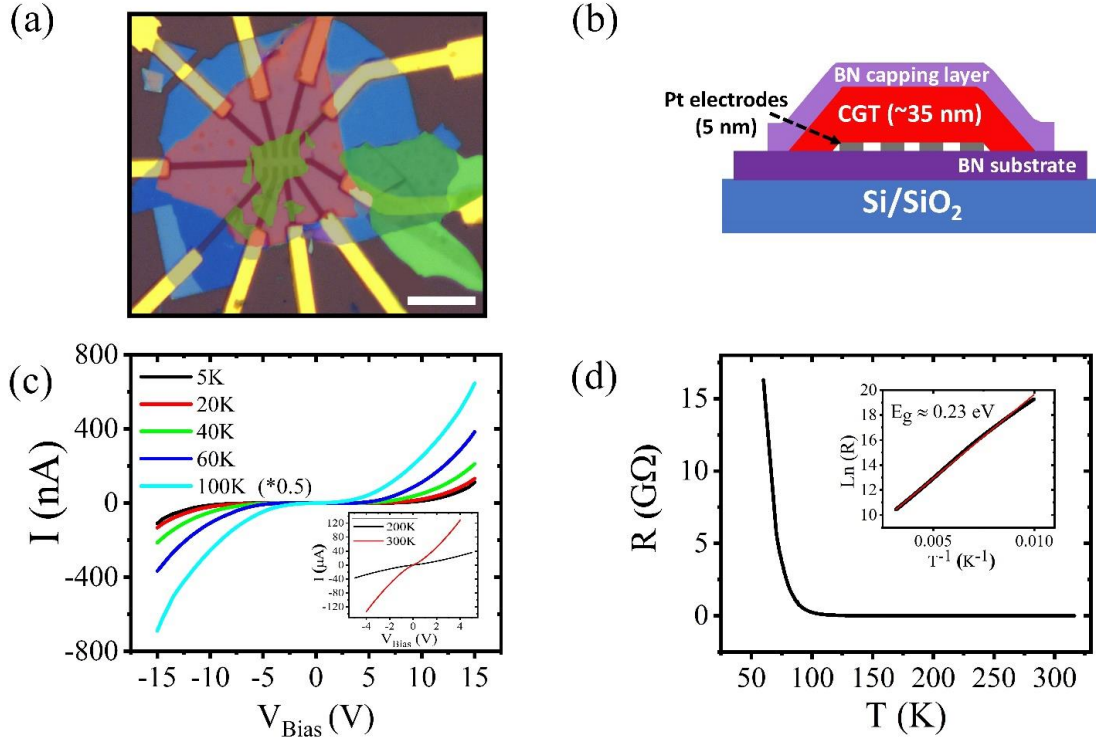 (a)
(b)
BN capping layer
Pt electrodes
(5 nm)
CGT (~35 nm)
BN substrate
Si/SiO₂
(c)
I (nA)
800
400
0
-400
-800
5K
20K
40K
60K
100K (*0.5)
I (μA)
120
80
40
0
-40
-80
-120
200K
300K
-4 -2 0 2 4
V_Bias (V)
-15 -10 -5 0 5 10 15
V_Bias (V)
(d)
R (GΩ)
15
10
5
0
Ln (R)
20
18
16
14
12
10
E_g ≈ 0.23 eV
0.005 0.010
T⁻¹ (K⁻¹)
50 100 150 200 250 300
T (K)